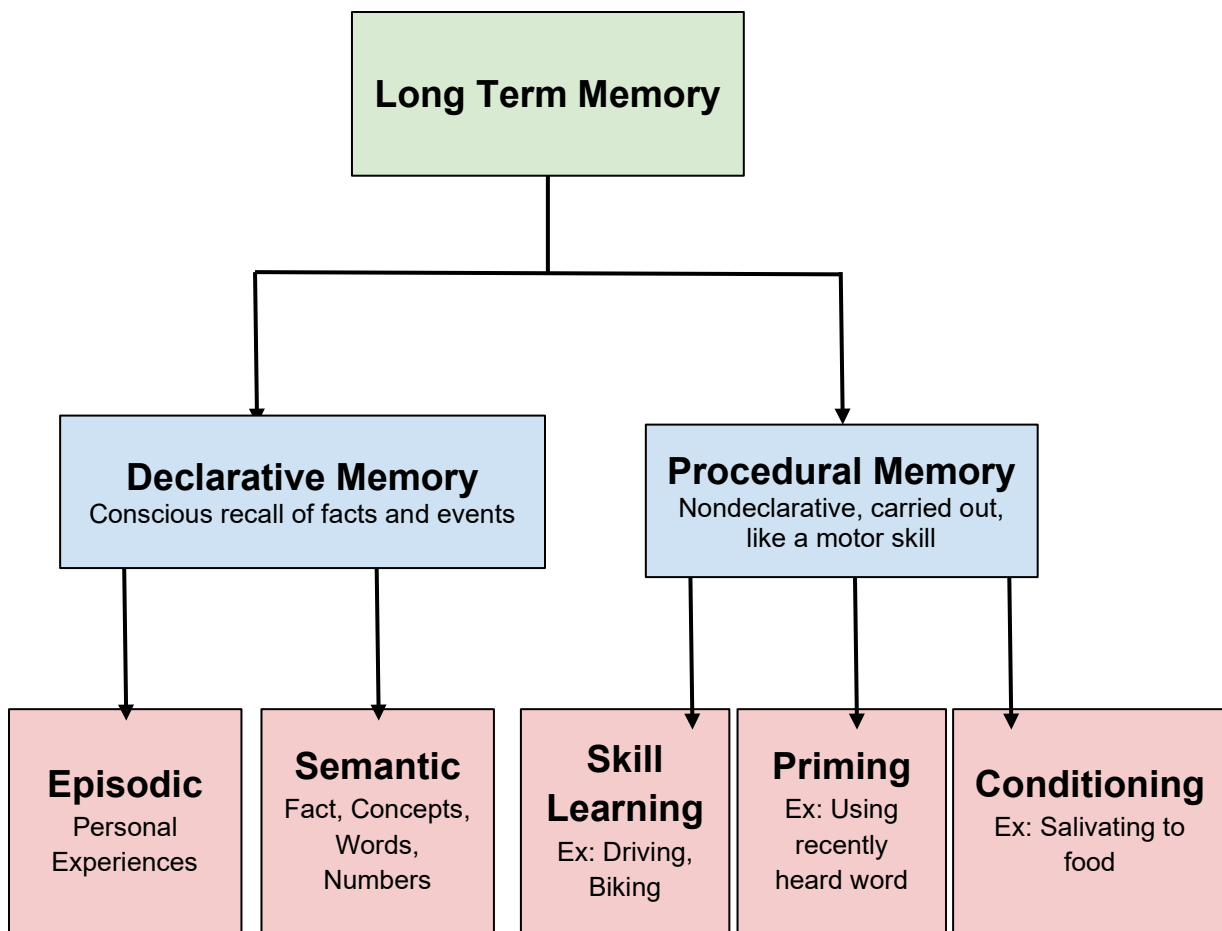 Long Term Memory
Declarative Memory
Conscious recall of facts and events
Procedural Memory
Nondeclarative, carried out,
like a motor skill
Episodic
Personal
Experiences
Semantic
Fact, Concepts,
Words,
Numbers
Skill
Learning
Ex: Driving,
Biking
Priming
Ex: Using
recently
heard word
Conditioning
Ex: Salivating to
food